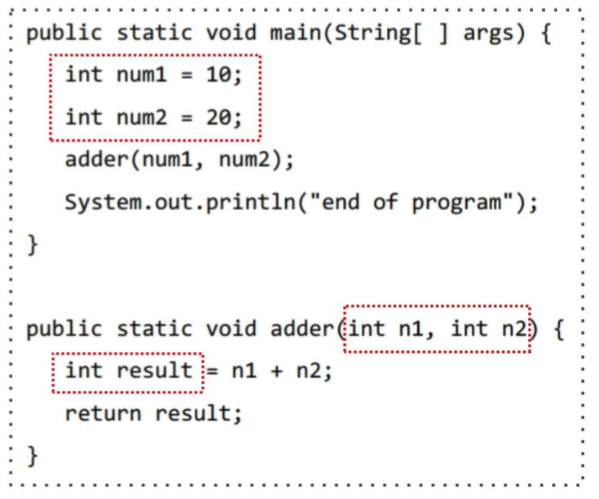 public static void main(String[ ] args) {
int num1 = 10;
int num2 = 20;
adder(num1, num2);
System.out.println("end of program");
}
public static void adder(int n1, int n2) {
int result = n1 + n2;
return result;
}